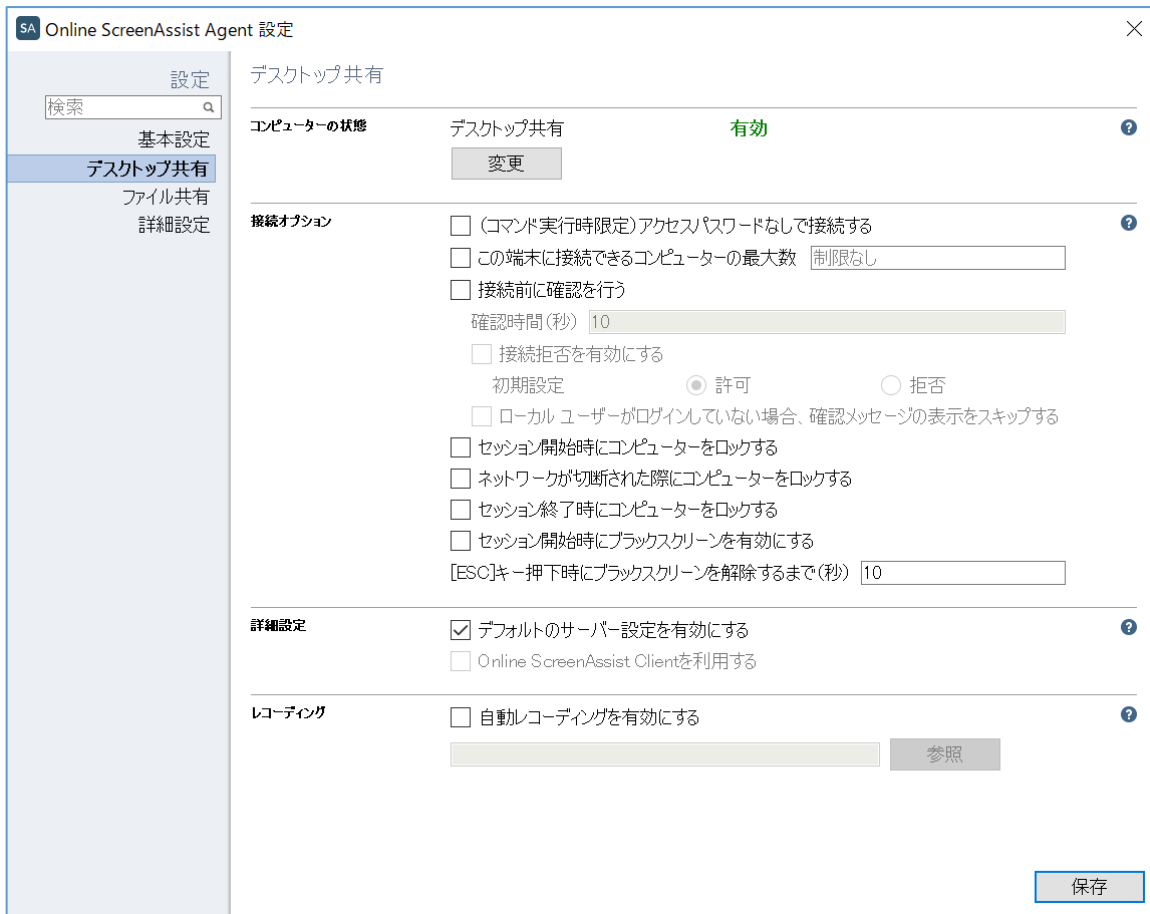 SA Online ScreenAssist Agent 設定
設定
検索
基本設定
デスクトップ共有
ファイル共有
詳細設定
デスクトップ共有
コンピューターの状態
デスクトップ共有 有効
変更
接続オプション
(コマンド実行時限定)アクセスパスワードなしで接続する
この端末に接続できるコンピューターの最大数 制限なし
接続前に確認を行う
確認時間(秒) 10
接続拒否を有効にする
初期設定 許可 拒否
ローカル ユーザーがログインしていない場合、確認メッセージの表示をスキップする
セッション開始時にコンピューターをロックする
ネットワークが切断された際にコンピューターをロックする
セッション終了時にコンピューターをロックする
セッション開始時にブラックスクリーンを有効にする
[ESC]キー押下時にブラックスクリーンを解除するまで(秒) 10
詳細設定
デフォルトのサーバー設定を有効にする
Online ScreenAssist Clientを利用する
レコーディング
自動レコーディングを有効にする
参照
保存